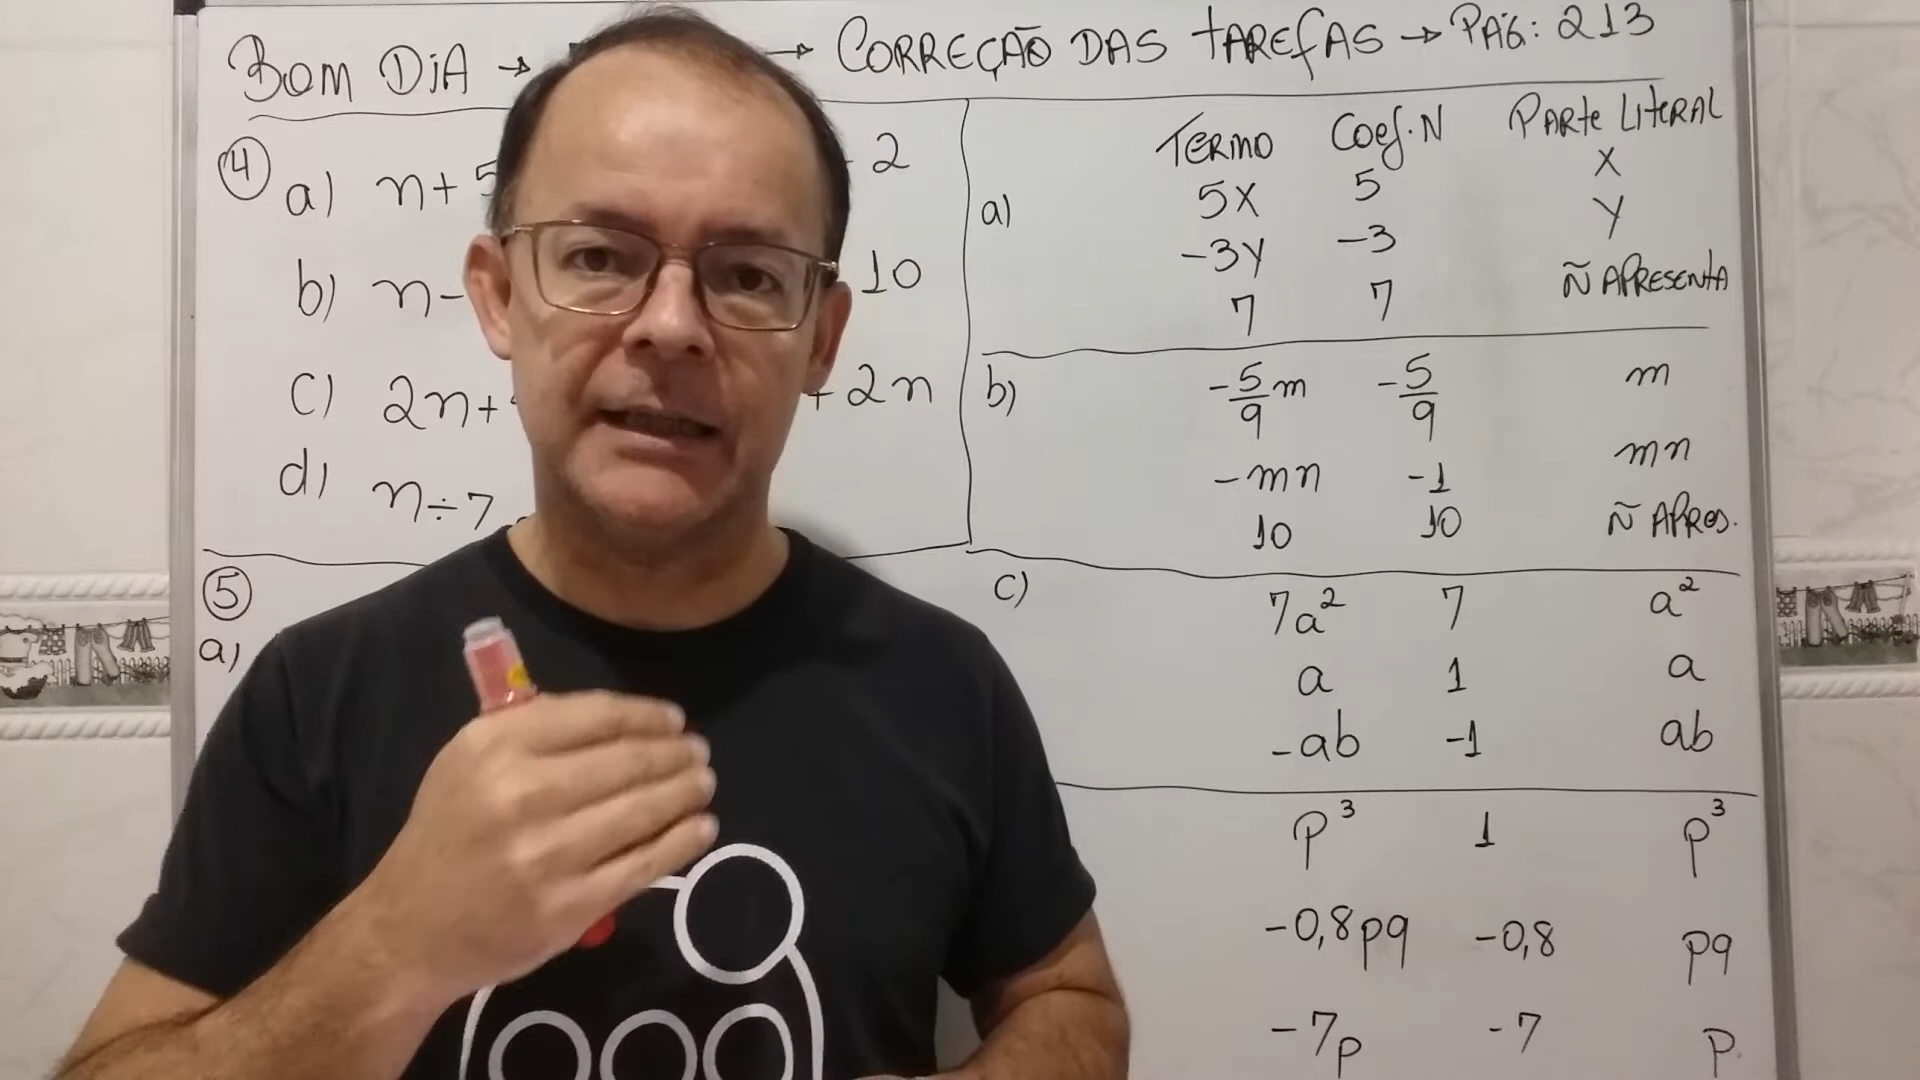 BOM DIA → → CORREÇÃO DAS TAREFAS → PÁG: 213
④ a) n+5 - 2
b) n- 10
c) 2n+ +2n
d) n÷7
⑤
a)
TERMO Coef.N PARTE LITERAL
a) 5X 5 X
-3Y -3 Y
7 7 Ñ APRESENTA
b) -5/9 m -5/9 m
-mn -1 mn
10 10 Ñ APRES.
c) 7a² 7 a²
a 1 a
-ab -1 ab
p³ 1 p³
-0,8pq -0,8 pq
-7p -7 p.